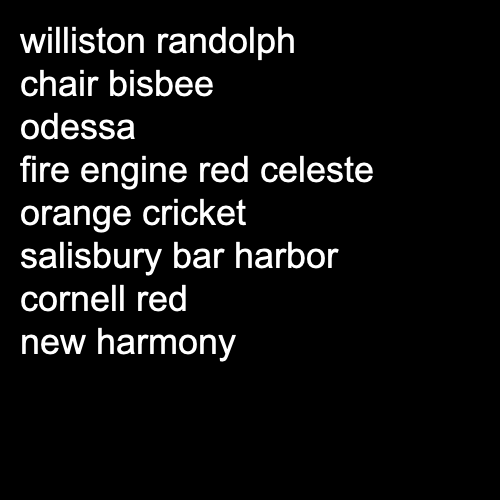 williston randolph
chair bisbee
odessa
fire engine red celeste
orange cricket
salisbury bar harbor
cornell red
new harmony